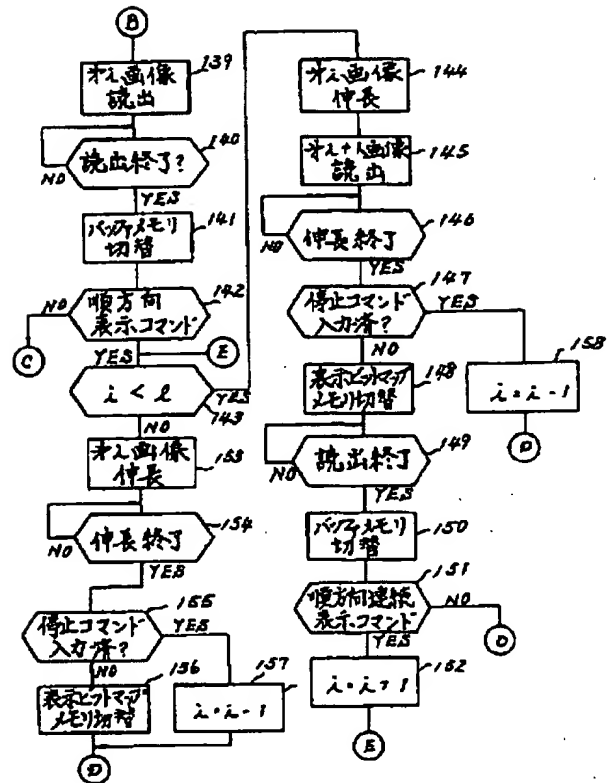 B
139
第i画像
読出
140
読出終了?
NO
YES
141
バッファメモリ
切替
142
順方向
表示コマンド
NO
C
YES
E
i < l
YES
143
NO
第i画像
伸長
153
伸長終了
154
NO
YES
155
停止コマンド
入力済?
YES
NO
156
表示ビットマップ
メモリ切替
157
i = i - 1
D
第i画像
伸長
144
第i+1画像
読出
145
伸長終了
146
NO
YES
147
停止コマンド
入力済?
YES
NO
158
i = i - 1
D
表示ビットマップ
メモリ切替
148
読出終了
149
NO
YES
バッファメモリ
切替
150
151
順方向連続
表示コマンド
NO
D
YES
152
E